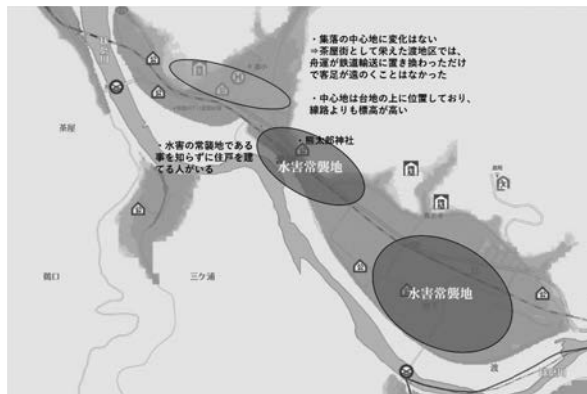 ・集落の中心地に変化はない
⇒茶屋街として栄えた渡地区では、
舟運が鉄道輸送に置き換わっただけ
で客足が遠のくことはなかった
・中心地は台地の上に位置しており、
線路よりも標高が高い
茶屋
・水害の常襲地である
事を知らずに住戸を建
てる人がいる
・熊太郎神社
水害常襲地
鶴口
三ケ浦
水害常襲地
渡